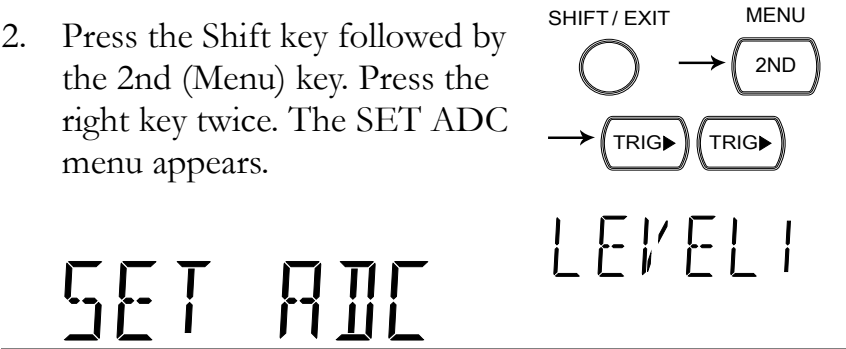 2. Press the Shift key followed by
the 2nd (Menu) key. Press the
right key twice. The SET ADC
menu appears.
SHIFT / EXIT MENU
2ND
TRIG▶ TRIG▶
SET ADC LEVEL1